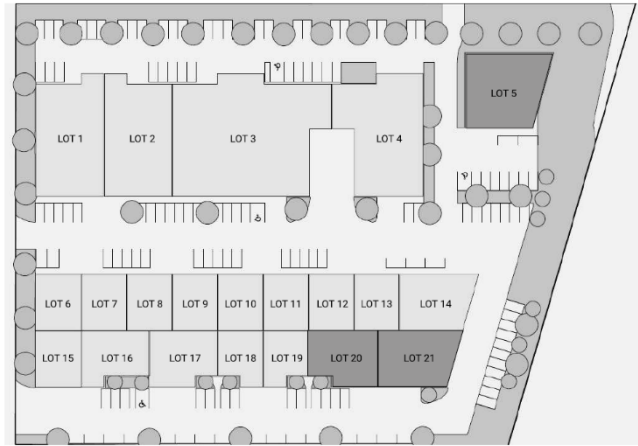 LOT 5
LOT 1
LOT 2
LOT 3
LOT 4
LOT 6
LOT 7
LOT 8
LOT 9
LOT 10
LOT 11
LOT 12
LOT 13
LOT 14
LOT 15
LOT 16
LOT 17
LOT 18
LOT 19
LOT 20
LOT 21